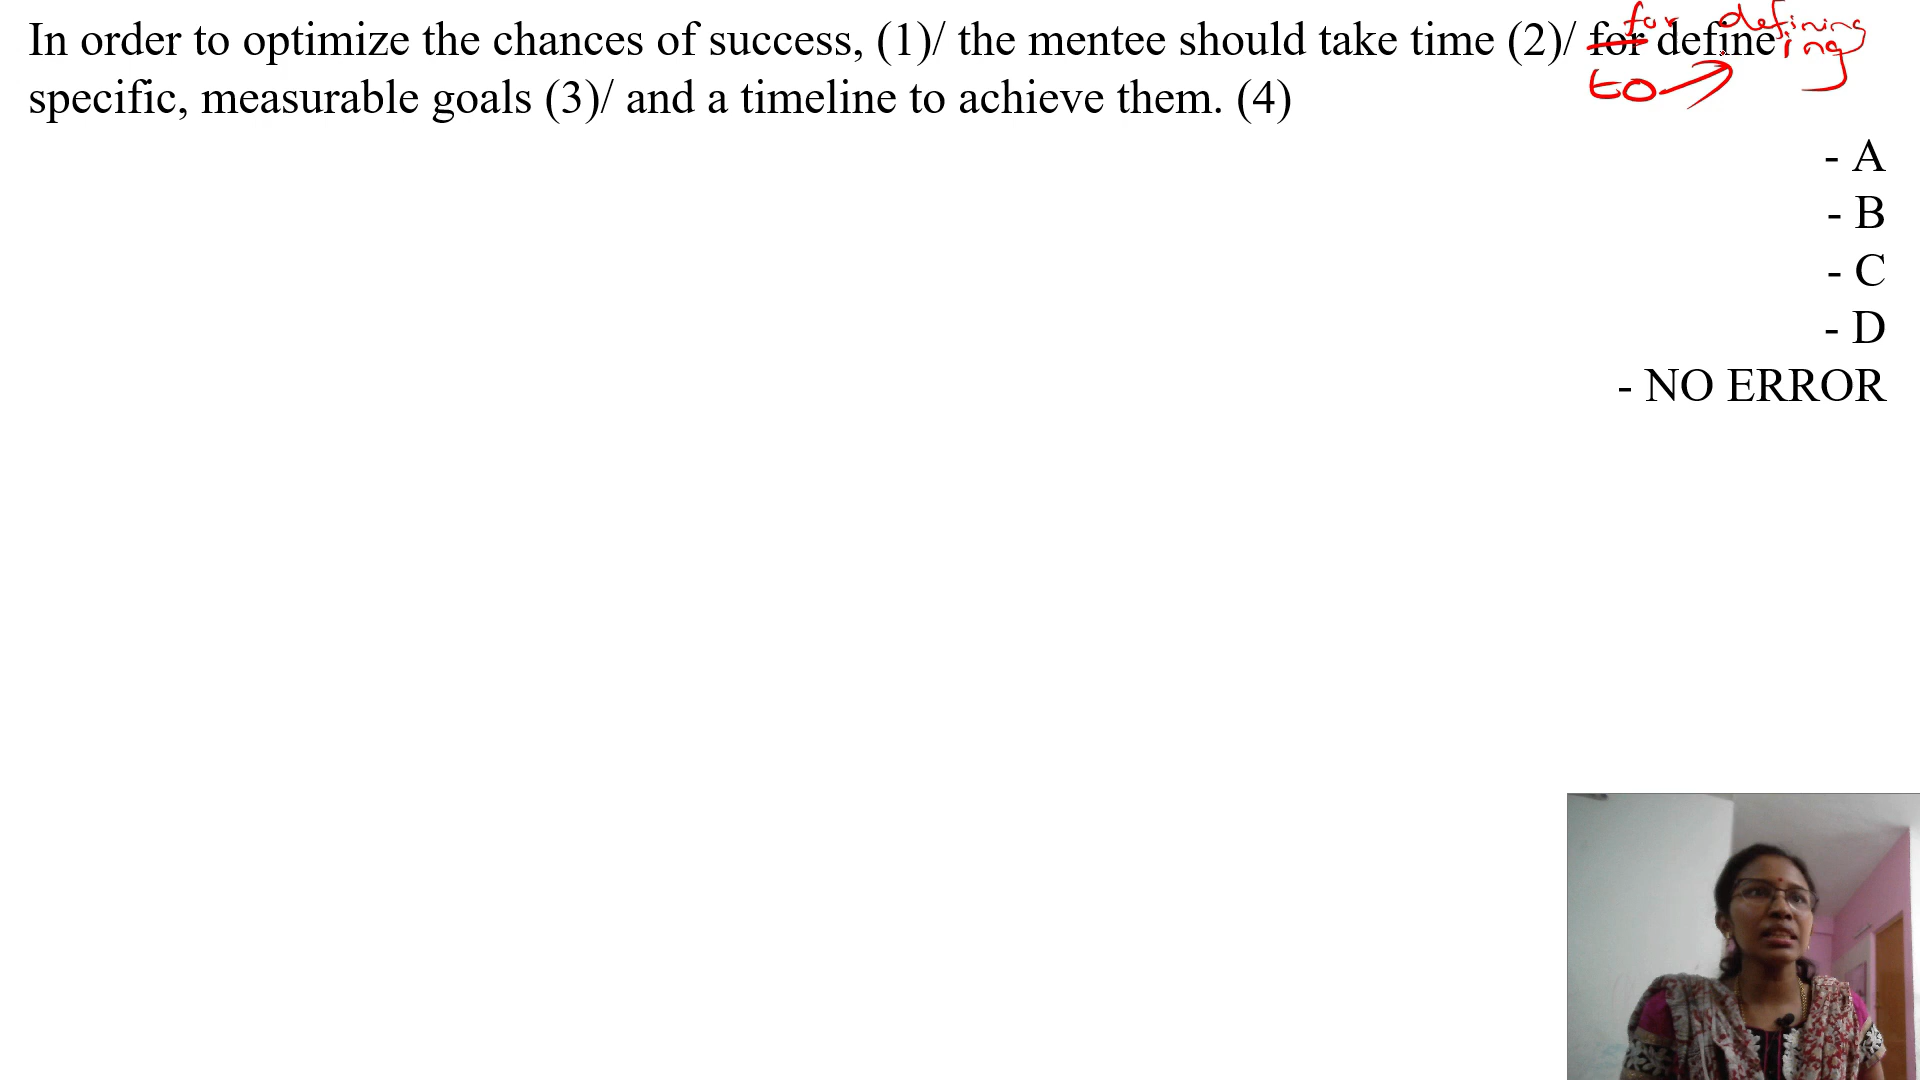 In order to optimize the chances of success, (1)/ the mentee should take time (2)/ for define
for defining
ing
to
specific, measurable goals (3)/ and a timeline to achieve them. (4)
- A
- B
- C
- D
- NO ERROR